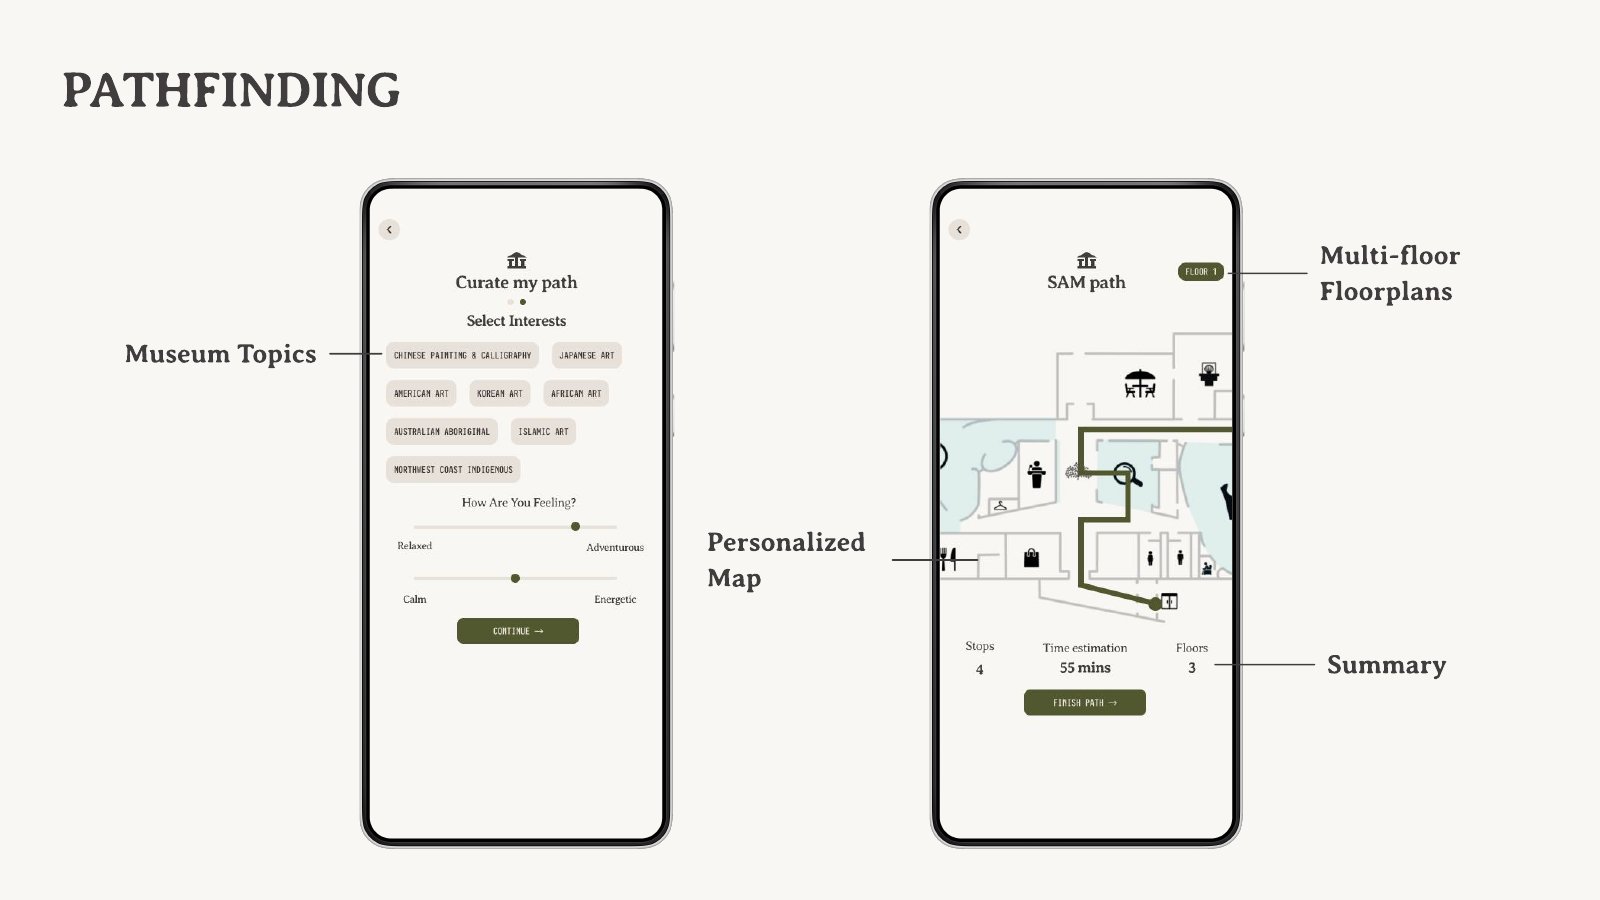 PATHFINDING
Museum Topics
Curate my path
Select Interests
CHINESE PAINTING & CALLIGRAPHY JAPANESE ART
AMERICAN ART KOREAN ART AFRICAN ART
AUSTRALIAN ABORIGINAL ISLAMIC ART
NORTHWEST COAST INDIGENOUS
How Are You Feeling?
Relaxed Adventurous
Calm Energetic
CONTINUE →
Personalized
Map
SAM path
FLOOR 1
Stops Time estimation Floors
4 55 mins 3
FINISH PATH →
Multi-floor
Floorplans
Summary